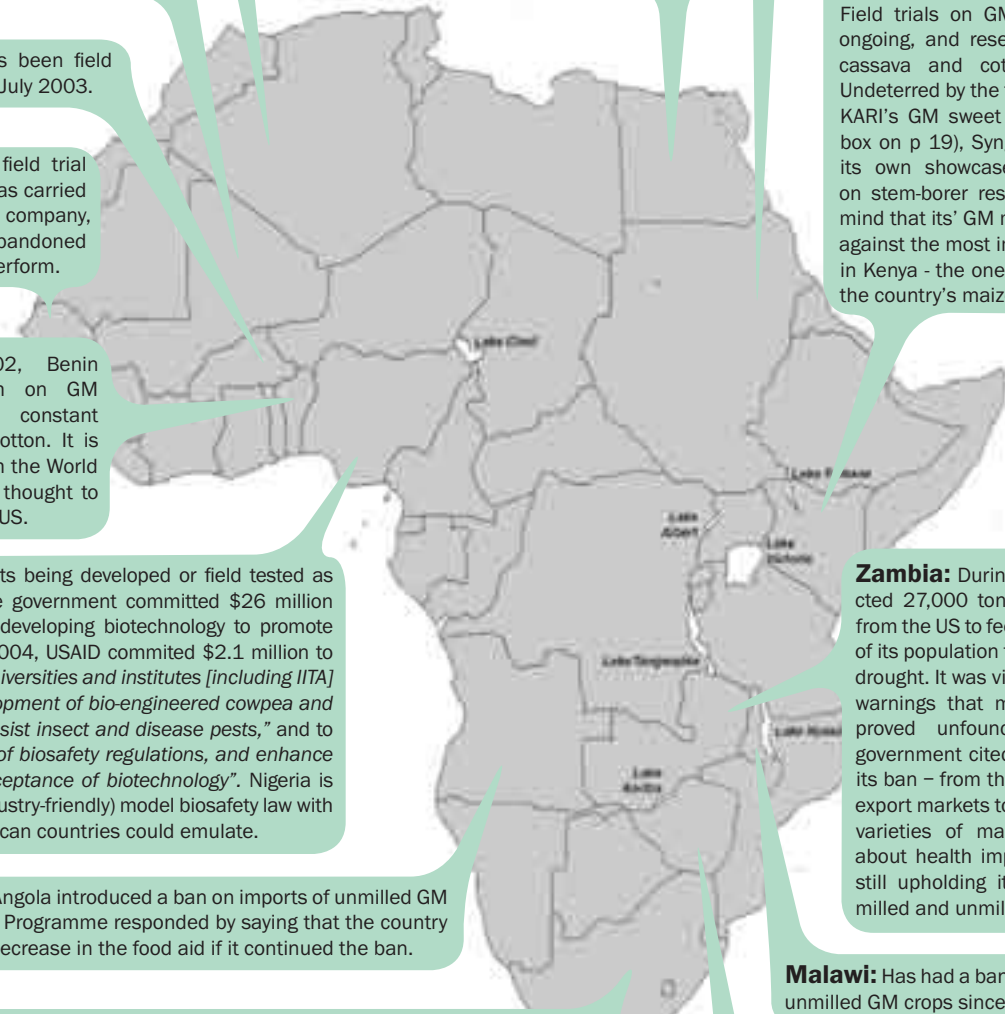 s been field
July 2003.
field trial
as carried
company,
bandoned
erform.
02, Benin
n on GM
constant
otton. It is
n the World
thought to
US.
ts being developed or field tested as
e government committed $26 million
developing biotechnology to promote
004, USAID commited $2.1 million to
iversities and institutes [including IITA]
opment of bio-engineered cowpea and
sist insect and disease pests,” and to
of biosafety regulations, and enhance
ceptance of biotechnology”. Nigeria is
ustry-friendly) model biosafety law with
can countries could emulate.
Angola introduced a ban on imports of unmilled GM
Programme responded by saying that the country
ecrease in the food aid if it continued the ban.
Field trials on GM
ongoing, and rese
cassava and cot
Undeterred by the
KARI’s GM sweet
box on p 19), Syn
its own showcase
on stem-borer res
mind that its’ GM
against the most in
in Kenya - the one
the country’s maiz
Lake Chad
Lake
Albert
Lake
Victoria
Lake Tanganyika
Lake
Kariba
Zambia: Durin
cted 27,000 ton
from the US to fee
of its population
drought. It was vi
warnings that m
proved unfound
government cited
its ban – from th
export markets to
varieties of ma
about health imp
still upholding it
milled and unmil
Malawi: Has had a ban
unmilled GM crops since